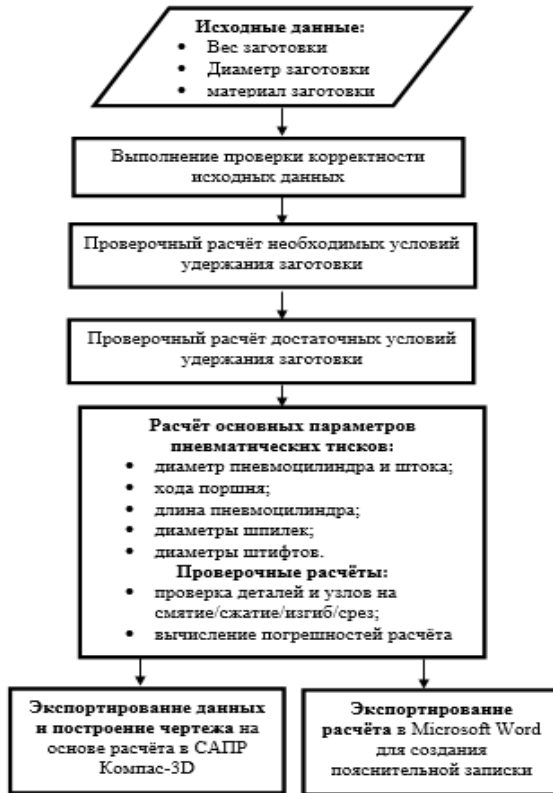 Исходные данные:
• Вес заготовки
• Диаметр заготовки
• материал заготовки
Выполнение проверки корректности
исходных данных
Проверочный расчёт необходимых условий
удержания заготовки
Проверочный расчёт достаточных условий
удержания заготовки
Расчёт основных параметров
пневматических тисков:
• диаметр пневмоцилиндра и штока;
• хода поршня;
• длина пневмоцилиндра;
• диаметры шпилек;
• диаметры штифтов.
Проверочные расчёты:
• проверка деталей и узлов на
смятие/сжатие/изгиб/срез;
• вычисление погрешностей расчёта
Экспортирование данных
и построение чертежа на
основе расчёта в САПР
Компас-3D
Экспортирование
расчёта в Microsoft Word
для создания
пояснительной записки